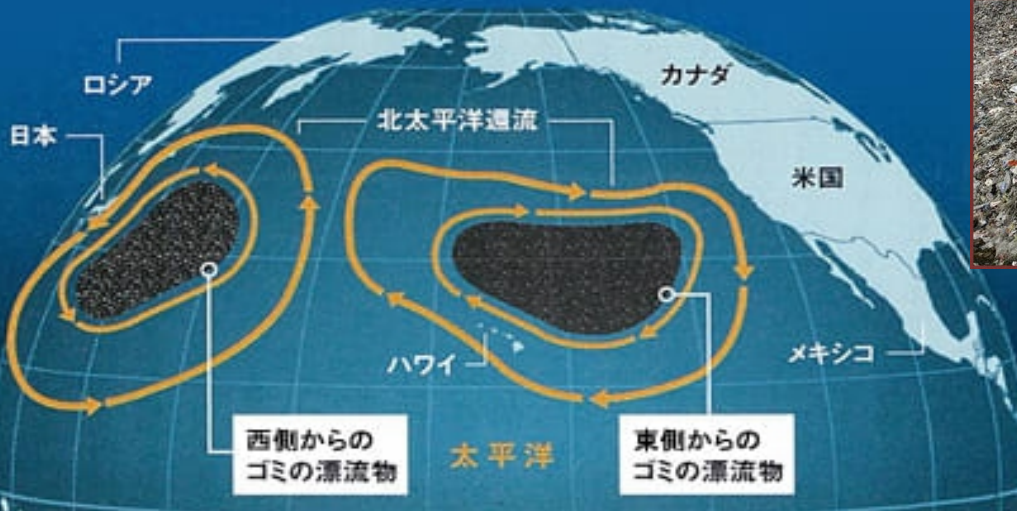 ロシア
カナダ
日本
北太平洋還流
米国
ハワイ
メキシコ
西側からの
ゴミの漂流物
太平洋
東側からの
ゴミの漂流物